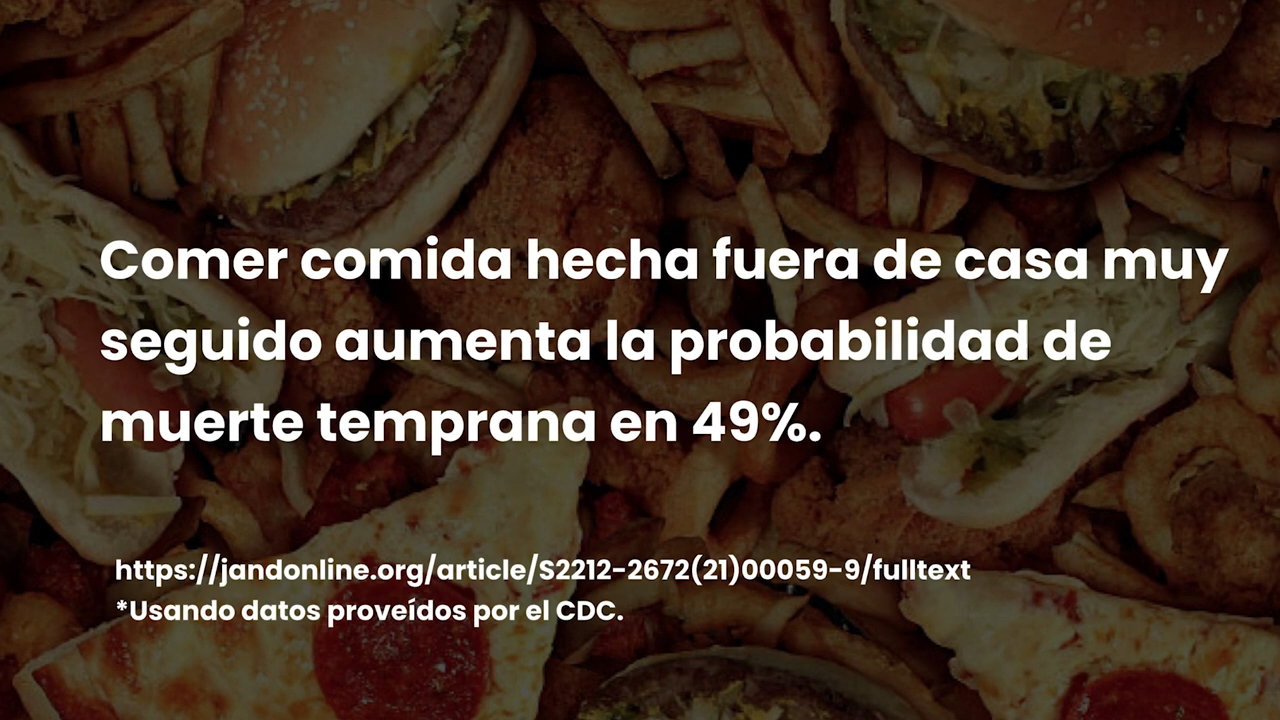 Comer comida hecha fuera de casa muy
seguido aumenta la probabilidad de
muerte temprana en 49%.
https://jandonline.org/article/S2212-2672(21)00059-9/fulltext
*Usando datos proveídos por el CDC.